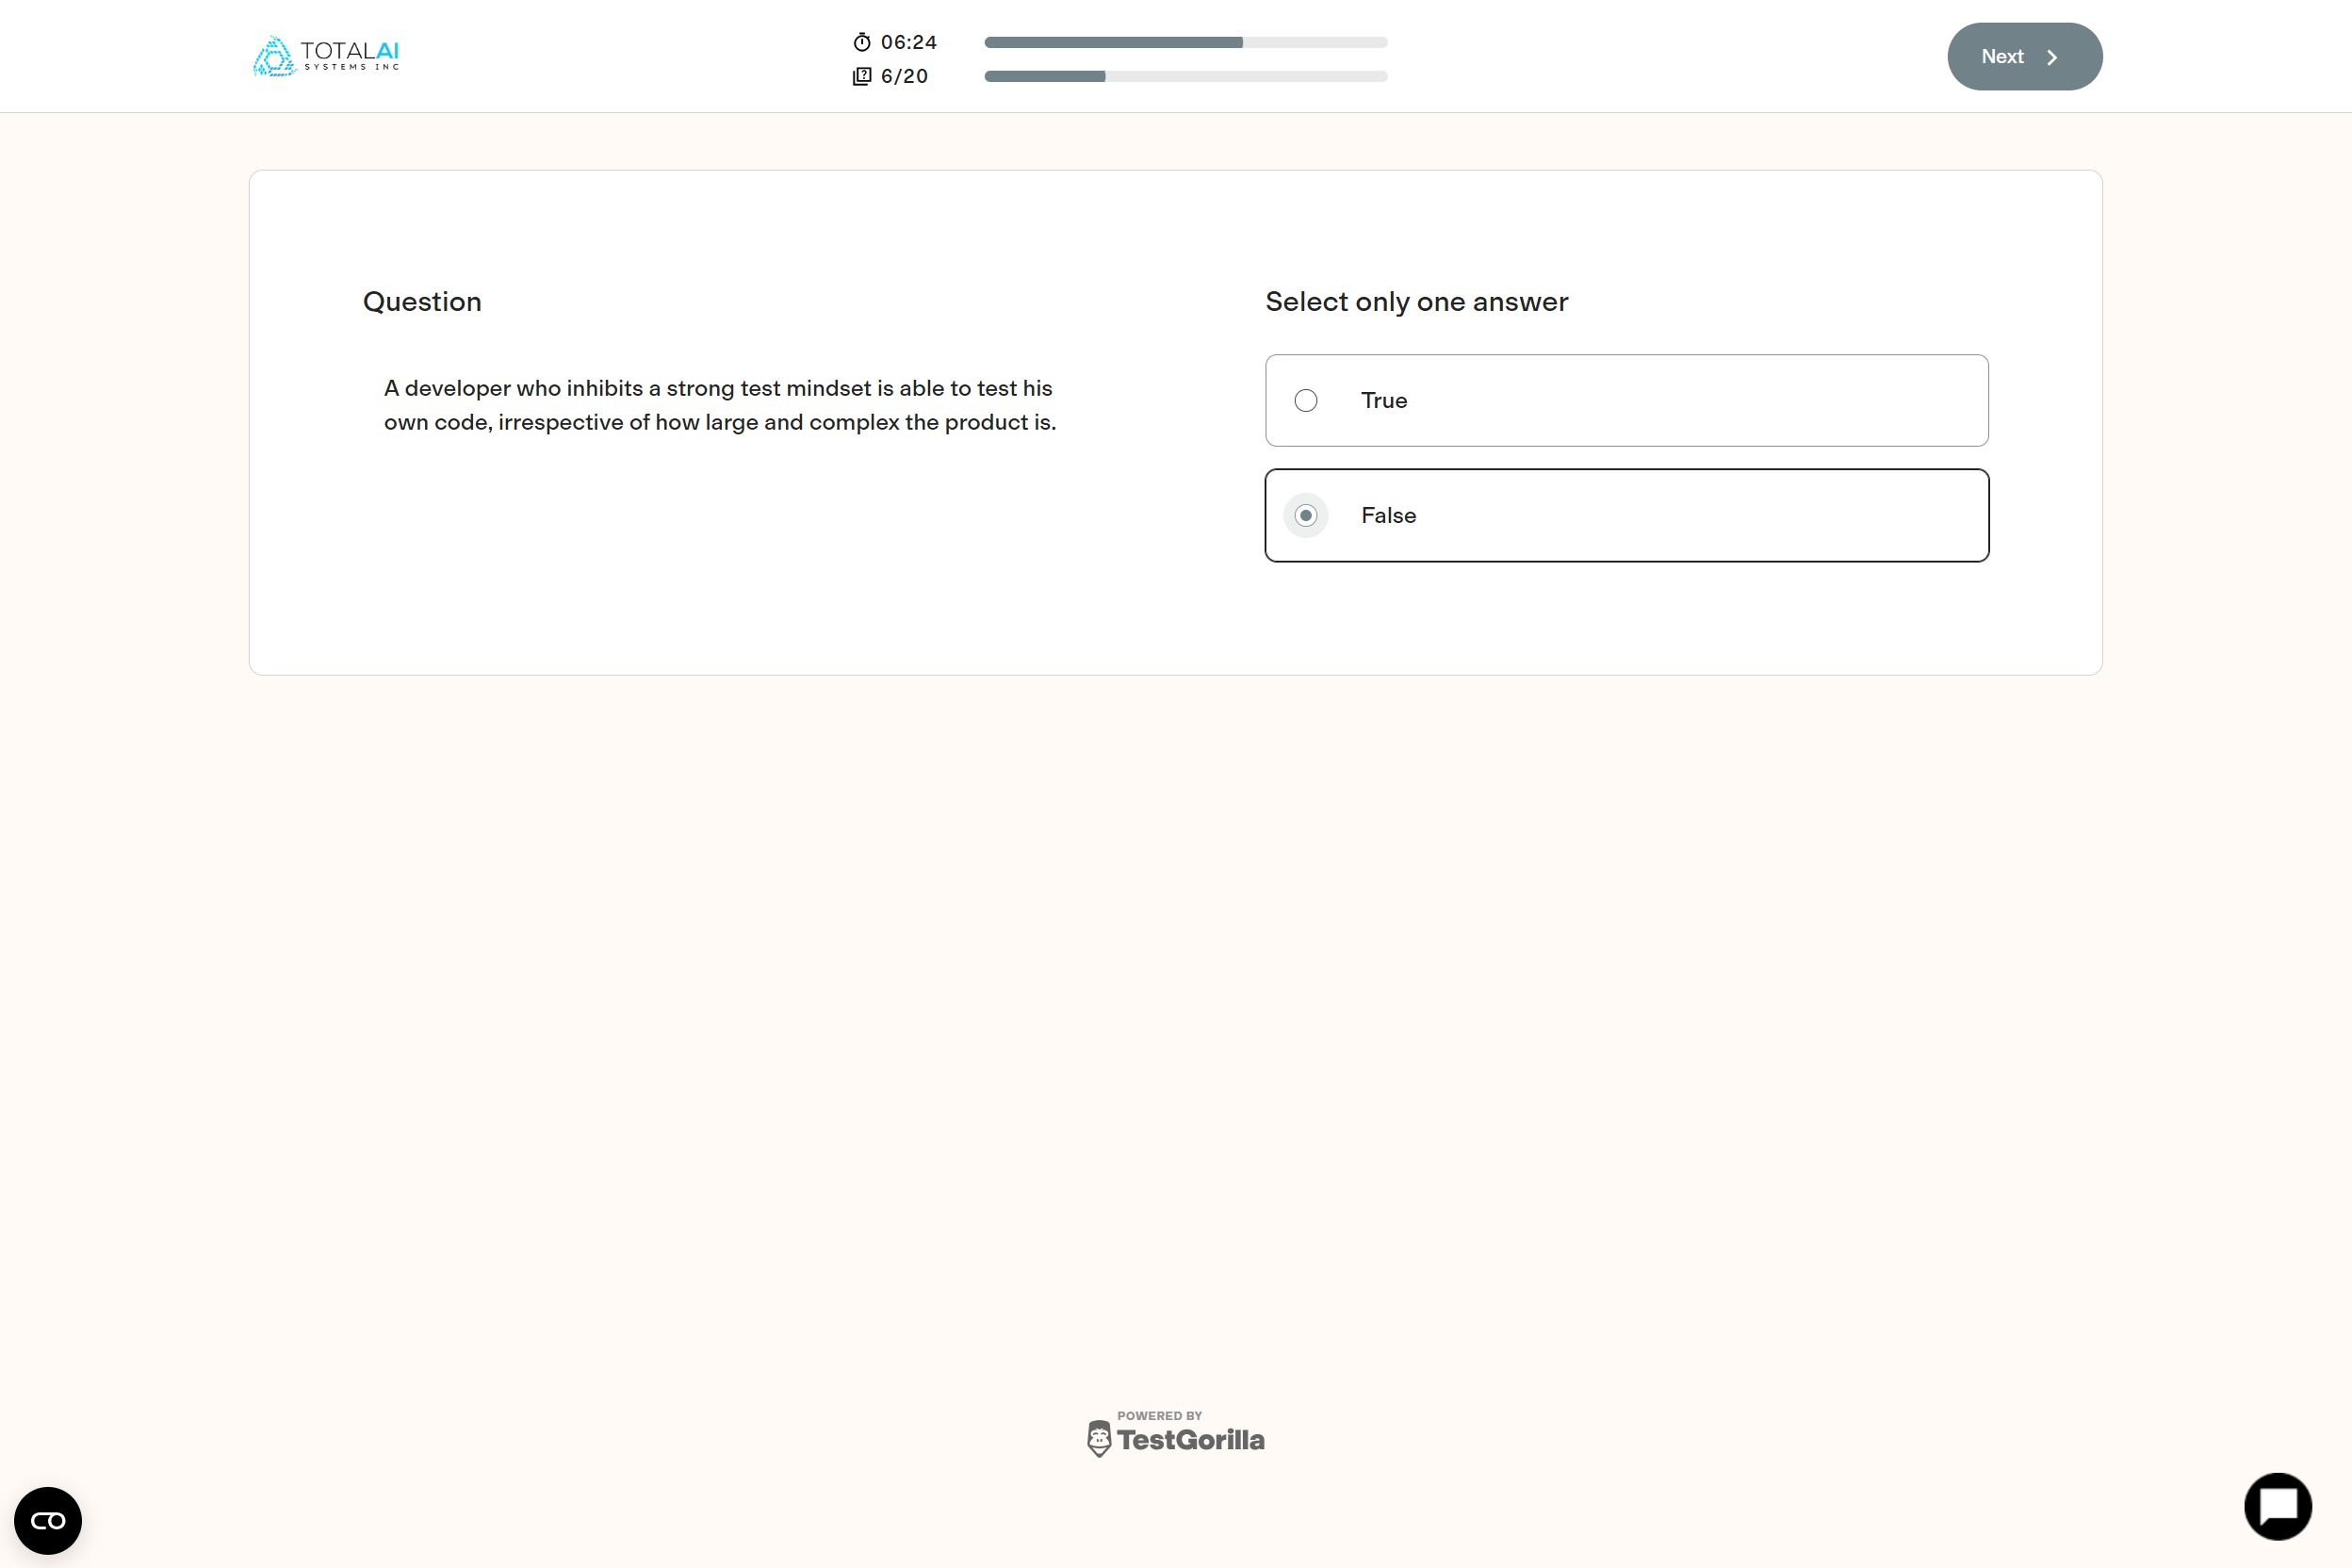 TOTALAI
SYSTEMS INC
06:24
6/20
Next
Question
A developer who inhibits a strong test mindset is able to test his
own code, irrespective of how large and complex the product is.
Select only one answer
True
False
POWERED BY
TestGorilla